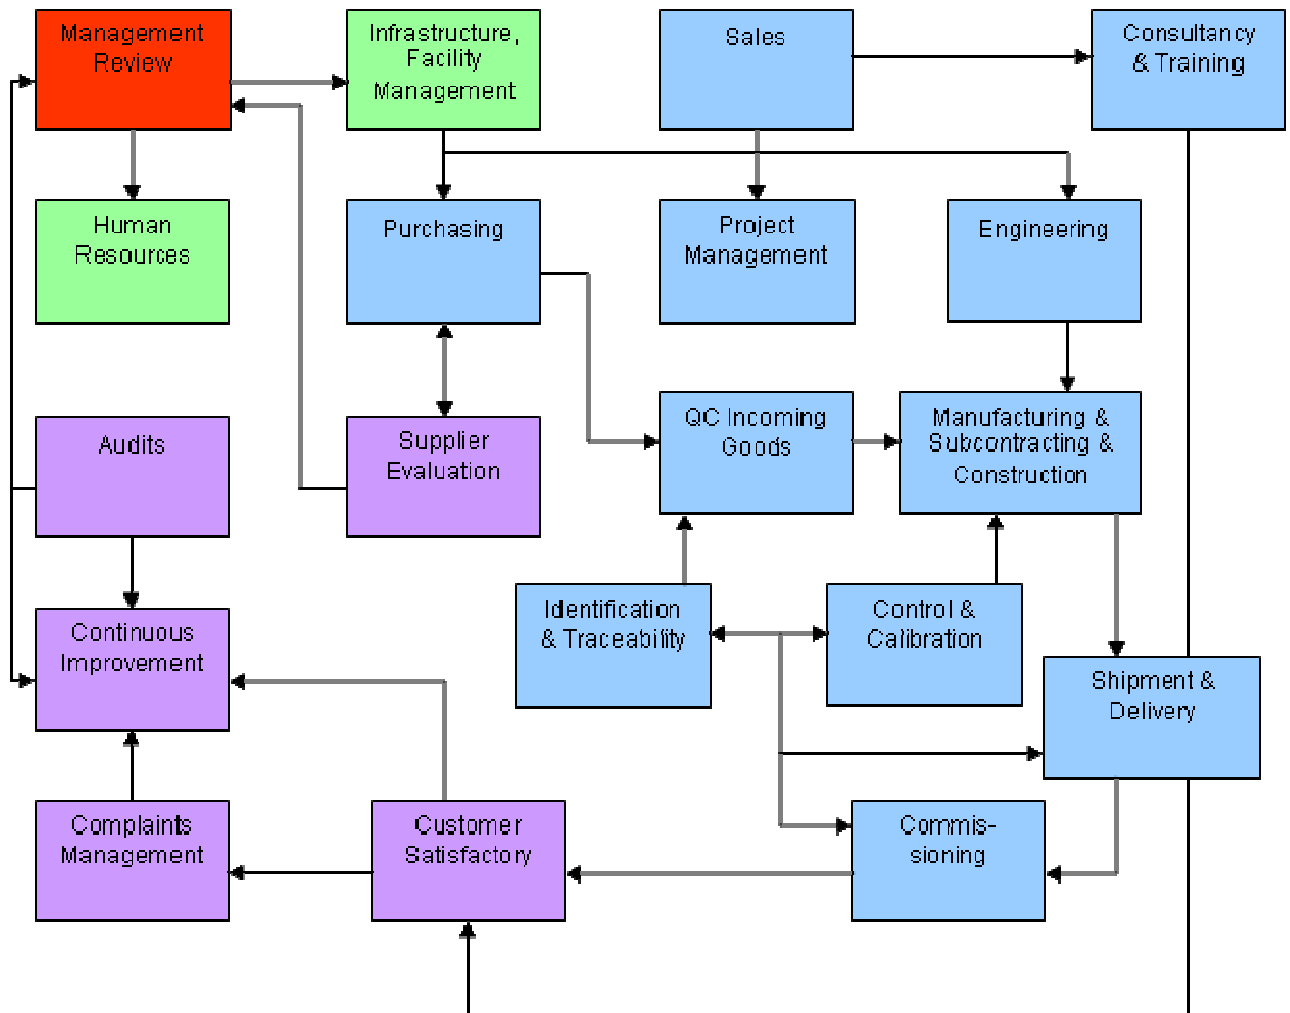 Management
Review
Infrastructure,
Facility
Management
Sales
Consultancy
& Training
Human
Resources
Purchasing
Project
Management
Engineering
Audits
Supplier
Evaluation
QC Incoming
Goods
Manufacturing &
Subcontracting &
Construction
Continuous
Improvement
Identification
& Traceability
Control &
Calibration
Shipment &
Delivery
Complaints
Management
Customer
Satisfactory
Commis-
sioning